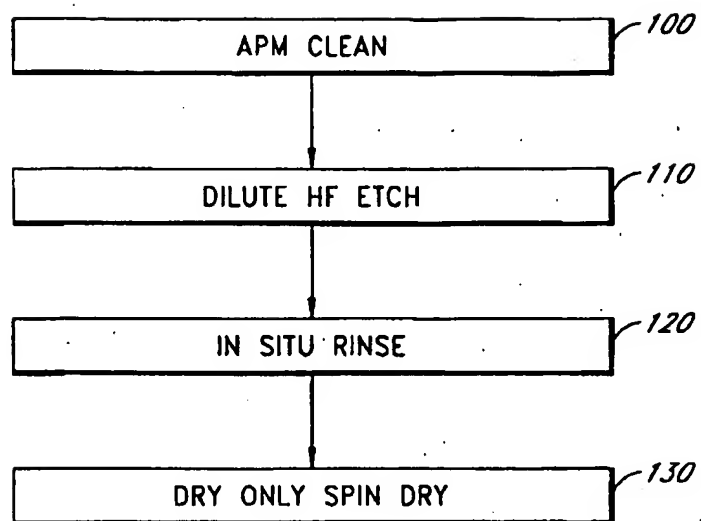 APM CLEAN 100
DILUTE HF ETCH 110
IN SITU RINSE 120
DRY ONLY SPIN DRY 130